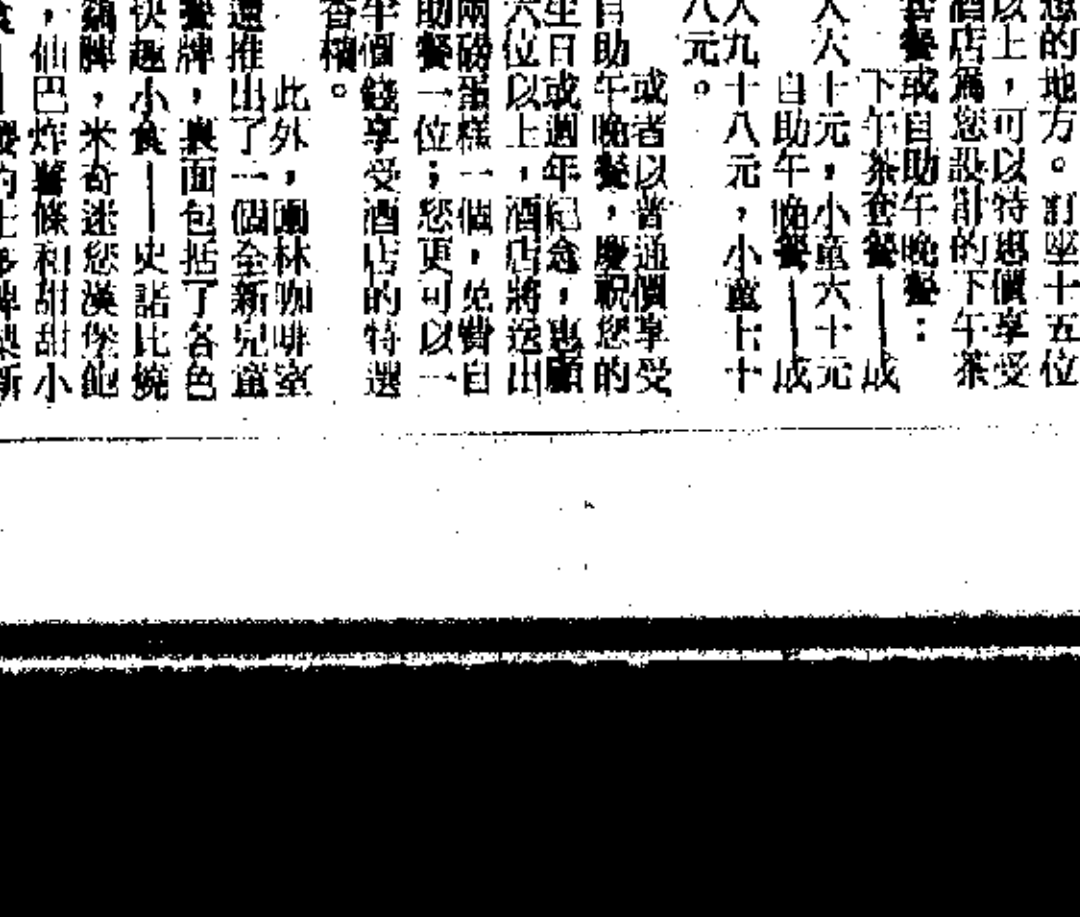 您的地方。訂座十五位
以上，可以特惠價享受
酒店為您設計的下午茶
套餐或自助午晚餐：
下午茶套餐——成
人六十元，小童六十元
自助午晚餐——成
人九十八元，小童七十
八元。
或者以普通價享受
自助午晚餐，慶祝您的
生日或週年紀念，惠顧
六位以上，酒店將送出
兩磅蛋糕一個，免費自
助餐一位；您更可以一
半價錢享受酒店的特選
香檳。
此外，園林咖啡室
還推出了一個全新兒童
餐牌，裏面包括了各色
快趣小食——史諾比燒
雞髀，米奇迷您漢堡飽
，仙巴炸薯條和甜甜小